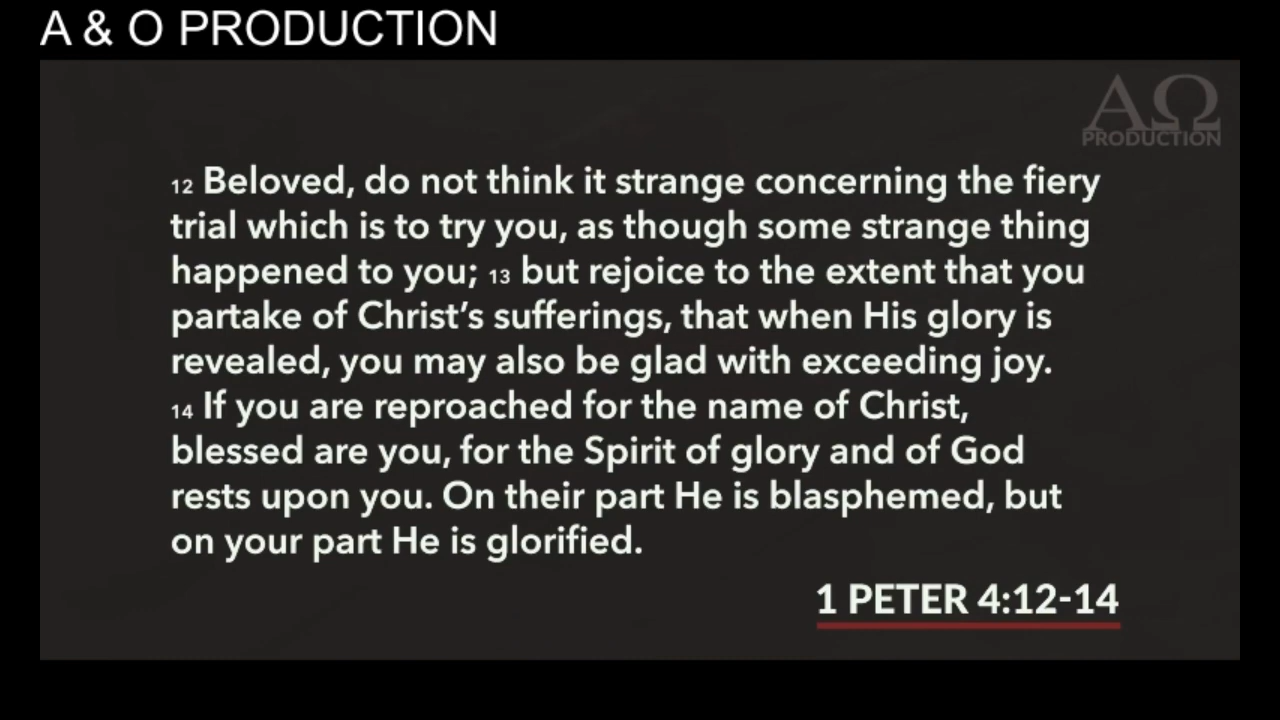 A & O PRODUCTION
ΑΩ
PRODUCTION
12 Beloved, do not think it strange concerning the fiery
trial which is to try you, as though some strange thing
happened to you; 13 but rejoice to the extent that you
partake of Christ’s sufferings, that when His glory is
revealed, you may also be glad with exceeding joy.
14 If you are reproached for the name of Christ,
blessed are you, for the Spirit of glory and of God
rests upon you. On their part He is blasphemed, but
on your part He is glorified.
1 PETER 4:12-14